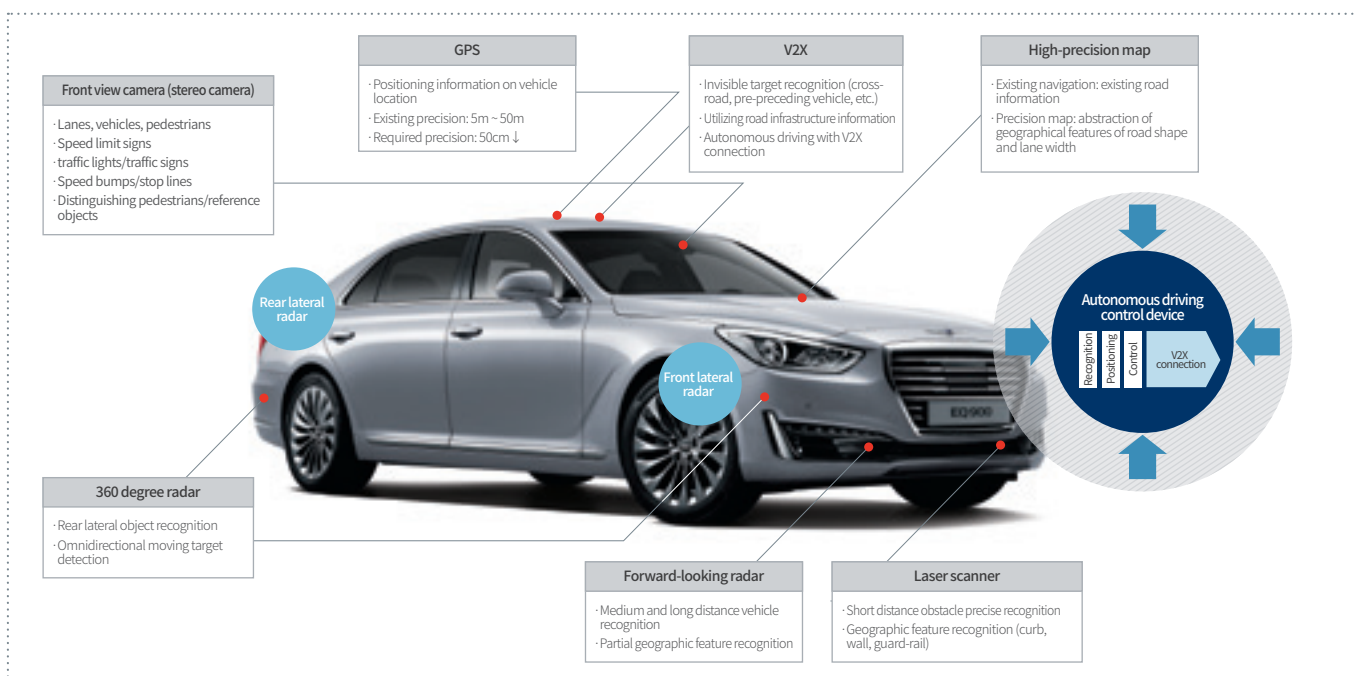 GPS
· Positioning information on vehicle
location
· Existing precision: 5m ~ 50m
· Required precision: 50cm ↓
V2X
· Invisible target recognition (cross-
road, pre-preceding vehicle, etc.)
· Utilizing road infrastructure information
· Autonomous driving with V2X
connection
High-precision map
· Existing navigation: existing road
information
· Precision map: abstraction of
geographical features of road shape
and lane width
Front view camera (stereo camera)
· Lanes, vehicles, pedestrians
· Speed limit signs
· traffic lights/traffic signs
· Speed bumps/stop lines
· Distinguishing pedestrians/reference
objects
Rear lateral
radar
Front lateral
radar
EQ900
Autonomous driving
control device
Recognition
Positioning
Control
V2X
connection
360 degree radar
· Rear lateral object recognition
· Omnidirectional moving target
detection
Forward-looking radar
· Medium and long distance vehicle
recognition
· Partial geographic feature recognition
Laser scanner
· Short distance obstacle precise recognition
· Geographic feature recognition (curb,
wall, guard-rail)